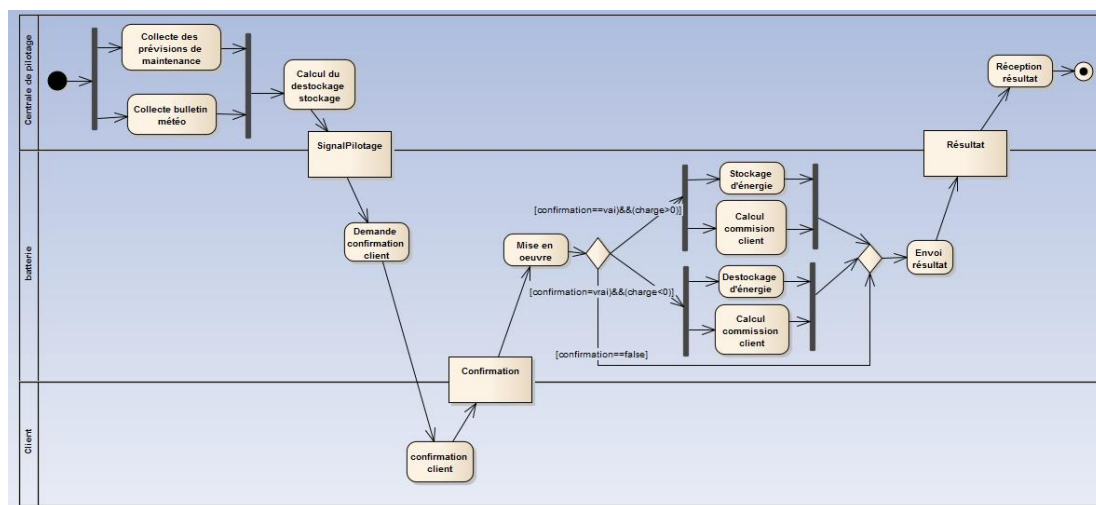 Centrale de pilotage
Collecte des
prévisions de
maintenance
Collecte bulletin
météo
Calcul du
destockage
stockage
SignalPilotage
Réception
résultat
Résultat
batterie
Demande
confirmation
client
Mise en
oeuvre
[confirmation==vai)&&(charge>0)]
Stockage
d'énergie
Calcul
commision
client
[confirmation=vrai)&&(charge<0)]
Destockage
d'énergie
Calcul
commission
client
[confirmation==false]
Envoi
résultat
Confirmation
Client
confirmation
client